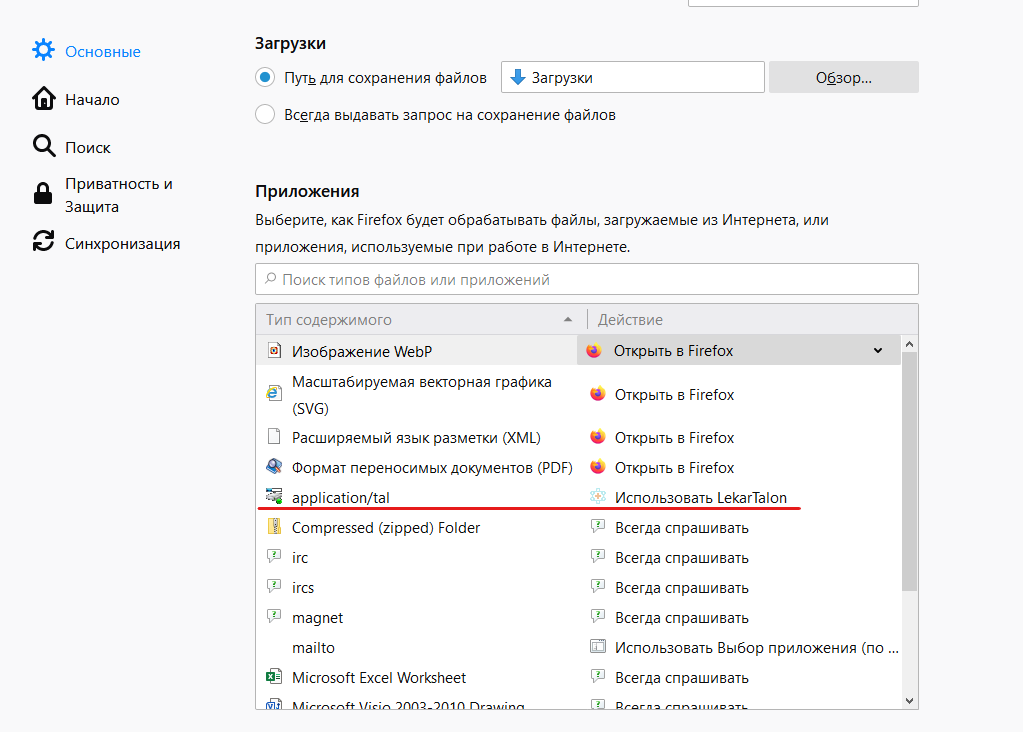 Основные
Начало
Поиск
Приватность и
Защита
Синхронизация
Загрузки
Путь для сохранения файлов
Загрузки
Обзор...
Всегда выдавать запрос на сохранение файлов
Приложения
Выберите, как Firefox будет обрабатывать файлы, загружаемые из Интернета, или
приложения, используемые при работе в Интернете.
Поиск типов файлов или приложений
Тип содержимого Действие
Изображение WebP Открыть в Firefox
Масштабируемая векторная графика
(SVG) Открыть в Firefox
Расширяемый язык разметки (XML) Открыть в Firefox
Формат переносимых документов (PDF) Открыть в Firefox
application/tal Использовать LekarTalon
Compressed (zipped) Folder Всегда спрашивать
irc Всегда спрашивать
ircs Всегда спрашивать
magnet Всегда спрашивать
mailto Использовать Выбор приложения (по ...
Microsoft Excel Worksheet Всегда спрашивать
Microsoft Visio 2003-2010 Drawing Всегда спрашивать